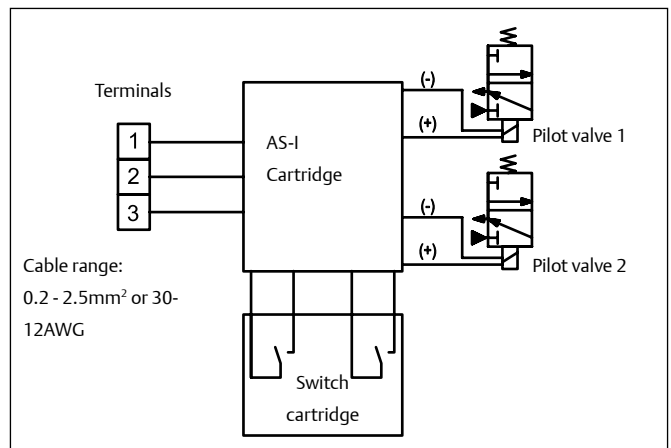 Terminals
1
2
3
Cable range:
0.2 - 2.5mm² or 30-
12AWG
AS-I
Cartridge
(-)
(+)
Pilot valve 1
(-)
(+)
Pilot valve 2
Switch
cartridge